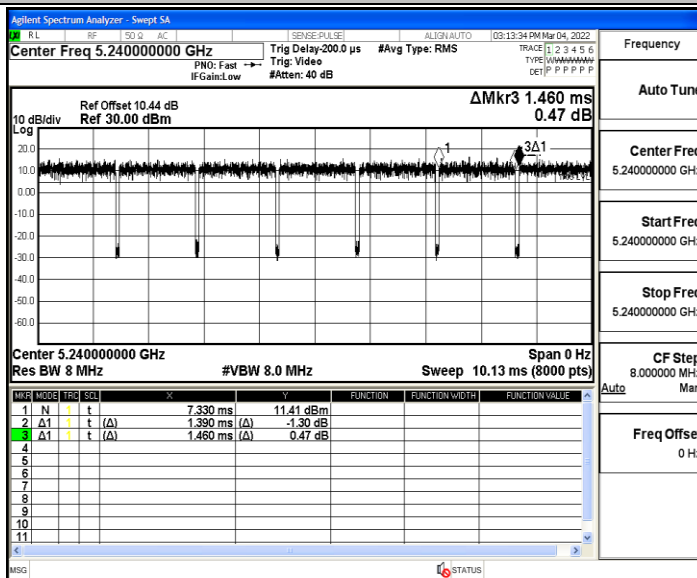 Agilent Spectrum Analyzer - Swept SA
RL RF 50 Ω AC SENSE:PULSE ALIGN AUTO 03:13:34 PM Mar 04, 2022
Center Freq 5.240000000 GHz
PNO: Fast
IFGain:Low
Trig Delay-200.0 µs
Trig: Video
#Atten: 40 dB
#Avg Type: RMS
TRACE 1 2 3 4 5 6
TYPE
DET P P P P P P
ΔMkr3 1.460 ms
0.47 dB
Ref Offset 10.44 dB
10 dB/div Ref 30.00 dBm
Log
20.0
10.0
0.00
-10.0
-20.0
-30.0
-40.0
-50.0
-60.0
1
3Δ1
Center 5.240000000 GHz Span 0 Hz
Res BW 8 MHz #VBW 8.0 MHz Sweep 10.13 ms (8000 pts)
MKR MODE TRC SCL X Y FUNCTION FUNCTION WIDTH FUNCTION VALUE
1 N 1 t 7.330 ms 11.41 dBm
2 Δ1 1 t (Δ) 1.390 ms (Δ) -1.30 dB
3 Δ1 1 t (Δ) 1.460 ms (Δ) 0.47 dB
4
5
6
7
8
9
10
11
MSG STATUS
Frequency
Auto Tune
Center Freq
5.240000000 GHz
Start Freq
5.240000000 GHz
Stop Freq
5.240000000 GHz
CF Step
8.000000 MHz
Auto Man
Freq Offset
0 Hz